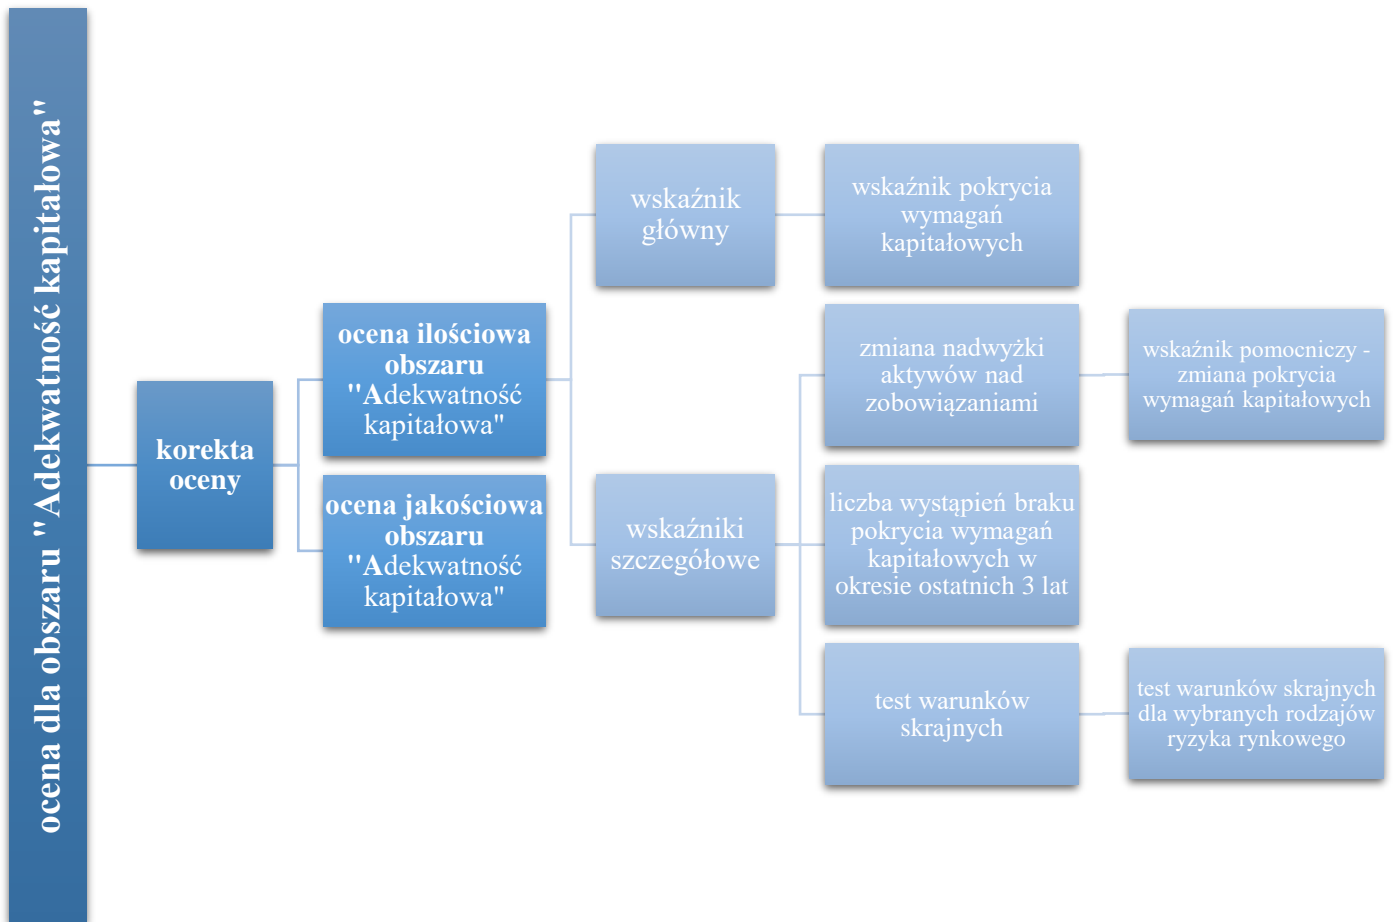 ocena dla obszaru "Adekwatność kapitałowa"
korekta
oceny
ocena ilościowa
obszaru
"Adekwatność
kapitałowa"
ocena jakościowa
obszaru
"Adekwatność
kapitałowa"
wskaźnik
główny
wskaźniki
szczegółowe
wskaźnik pokrycia
wymagań
kapitałowych
zmiana nadwyżki
aktywów nad
zobowiązaniami
liczba wystąpień braku
pokrycia wymagań
kapitałowych w
okresie ostatnich 3 lat
test warunków
skrajnych
wskaźnik pomocniczy -
zmiana pokrycia
wymagań kapitałowych
test warunków skrajnych
dla wybranych rodzajów
ryzyka rynkowego